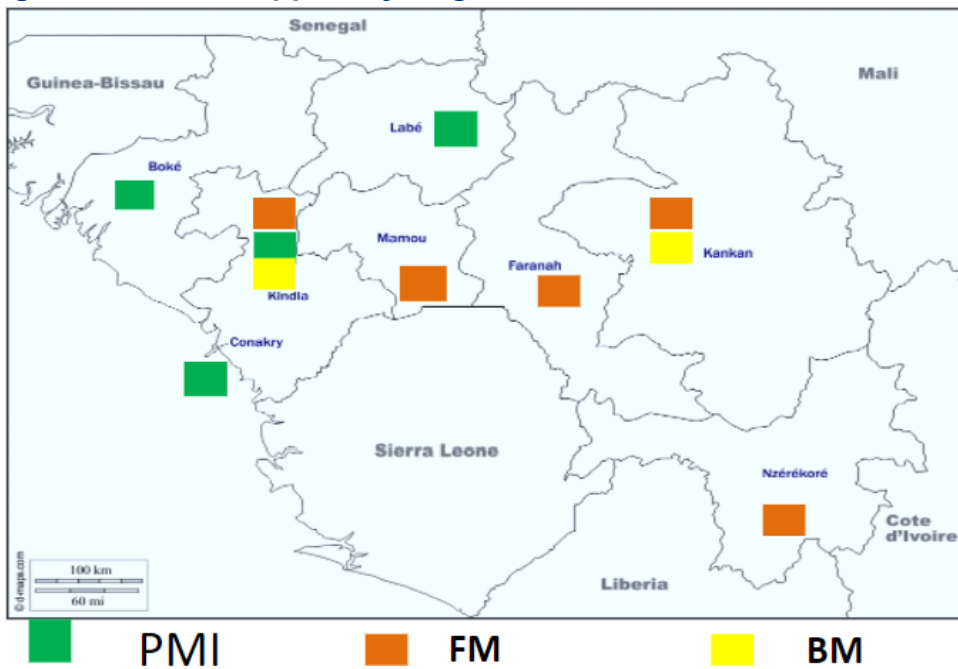 Senegal
Guinea-Bissau
Mali
Labé
Boké
Mamou
Faranah
Kankan
Kindia
Conakry
Sierra Leone
Nzérékoré
Cote
d'Ivoire
Liberia
100 km
60 mi
© d-maps.com
PMI
FM
BM